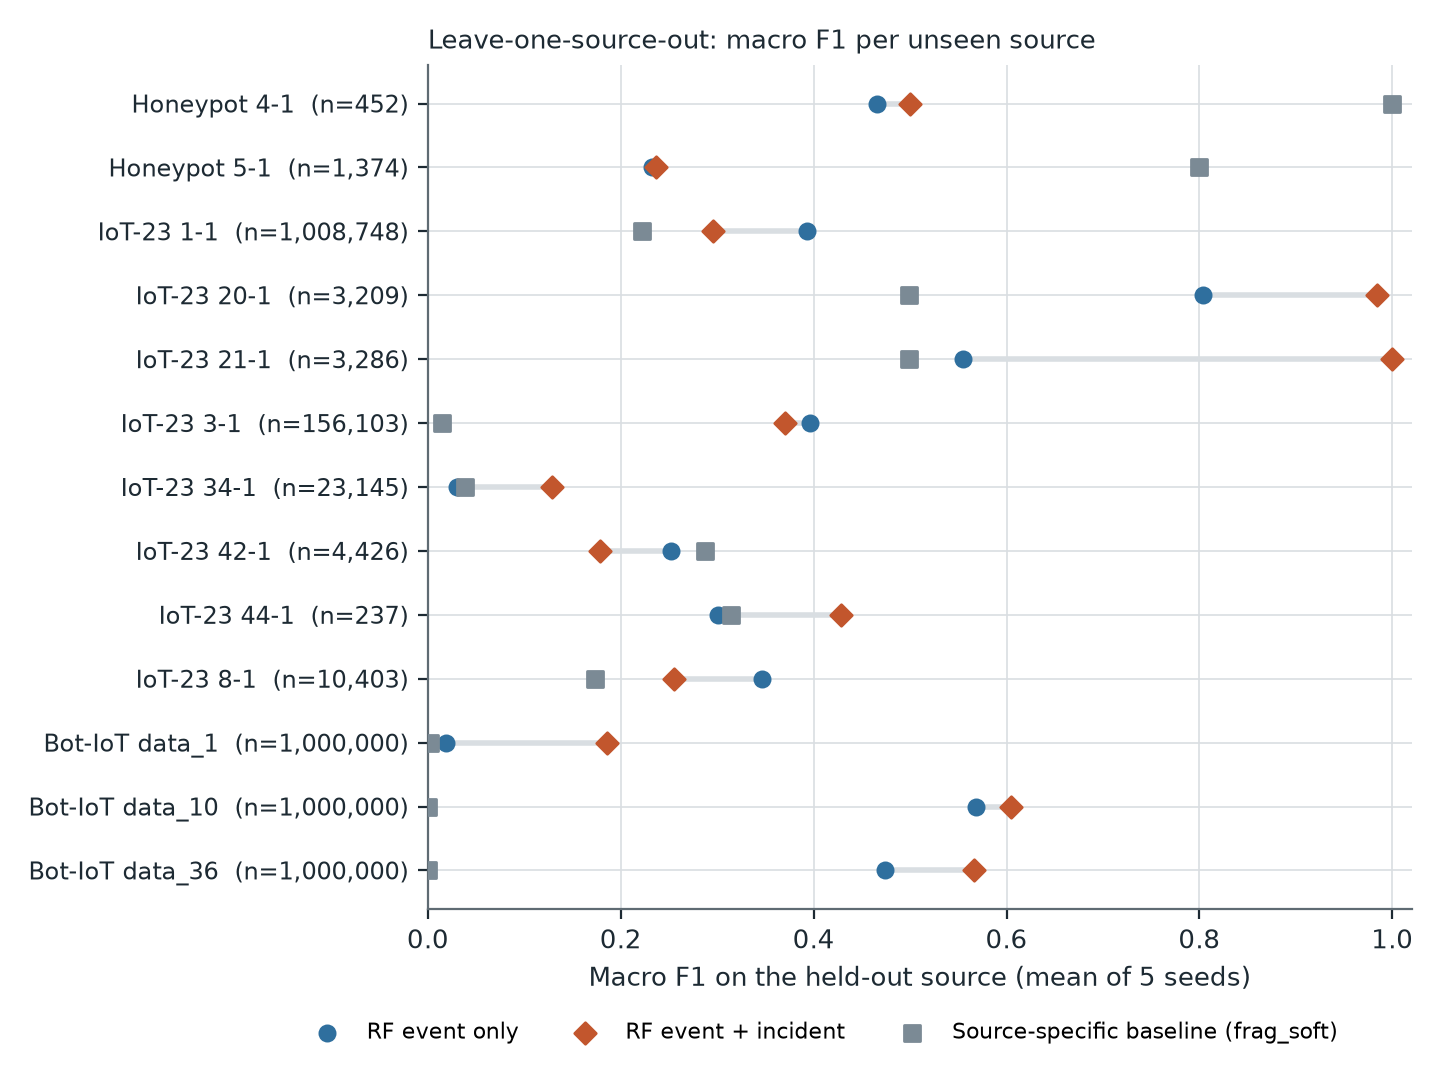 Leave-one-source-out: macro F1 per unseen source
Honeypot 4-1 (n=452)
Honeypot 5-1 (n=1,374)
IoT-23 1-1 (n=1,008,748)
IoT-23 20-1 (n=3,209)
IoT-23 21-1 (n=3,286)
IoT-23 3-1 (n=156,103)
IoT-23 34-1 (n=23,145)
IoT-23 42-1 (n=4,426)
IoT-23 44-1 (n=237)
IoT-23 8-1 (n=10,403)
Bot-IoT data_1 (n=1,000,000)
Bot-IoT data_10 (n=1,000,000)
Bot-IoT data_36 (n=1,000,000)
0.0 0.2 0.4 0.6 0.8 1.0
Macro F1 on the held-out source (mean of 5 seeds)
RF event only RF event + incident Source-specific baseline (frag_soft)